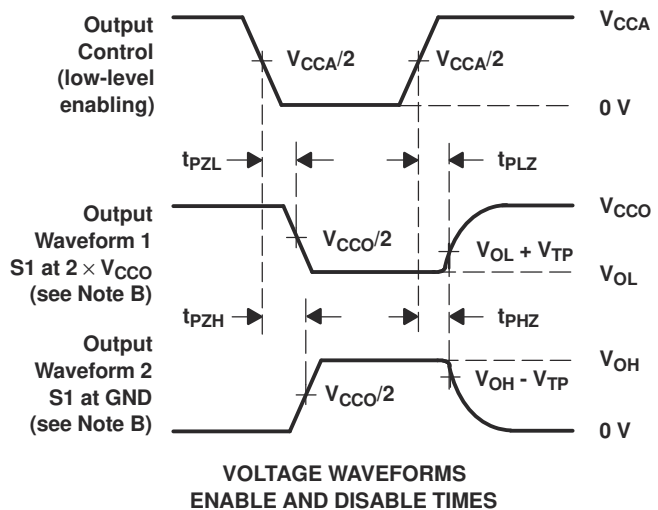 Output
Control
(low-level
enabling)
V_CCA/2
V_CCA/2
V_CCA
0 V
t_PZL
t_PLZ
Output
Waveform 1
S1 at 2 × V_CCO
(see Note B)
V_CCO/2
V_OL + V_TP
V_CCO
V_OL
t_PZH
t_PHZ
Output
Waveform 2
S1 at GND
(see Note B)
V_CCO/2
V_OH - V_TP
V_OH
0 V
VOLTAGE WAVEFORMS
ENABLE AND DISABLE TIMES